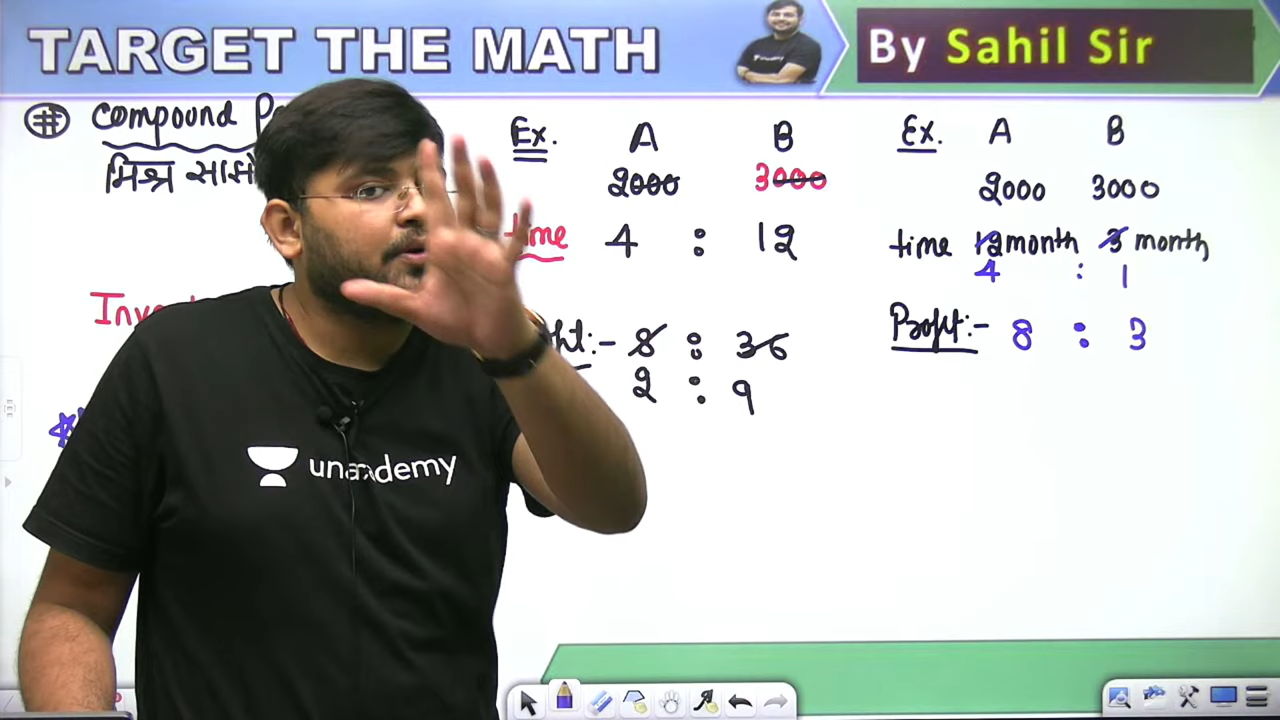 TARGET THE MATH
By Sahil Sir
# Compound
मिश्र
Ex. A B
2000 3000
time 4 : 12
:- 8 : 36
2 : 9
Ex. A B
2000 3000
time 12 month 3 month
4 : 1
Profit:- 8 : 3
unacademy